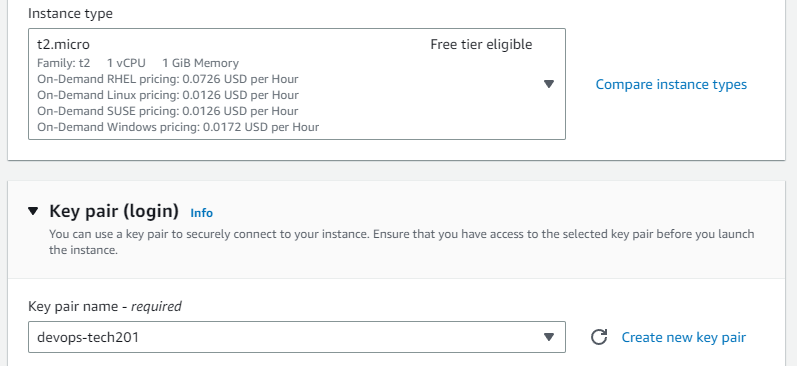 Instance type
t2.micro Free tier eligible
Family: t2 1 vCPU 1 GiB Memory
On-Demand RHEL pricing: 0.0726 USD per Hour
On-Demand Linux pricing: 0.0126 USD per Hour
On-Demand SUSE pricing: 0.0126 USD per Hour
On-Demand Windows pricing: 0.0172 USD per Hour
Compare instance types
Key pair (login) Info
You can use a key pair to securely connect to your instance. Ensure that you have access to the selected key pair before you launch
the instance.
Key pair name - required
devops-tech201
Create new key pair